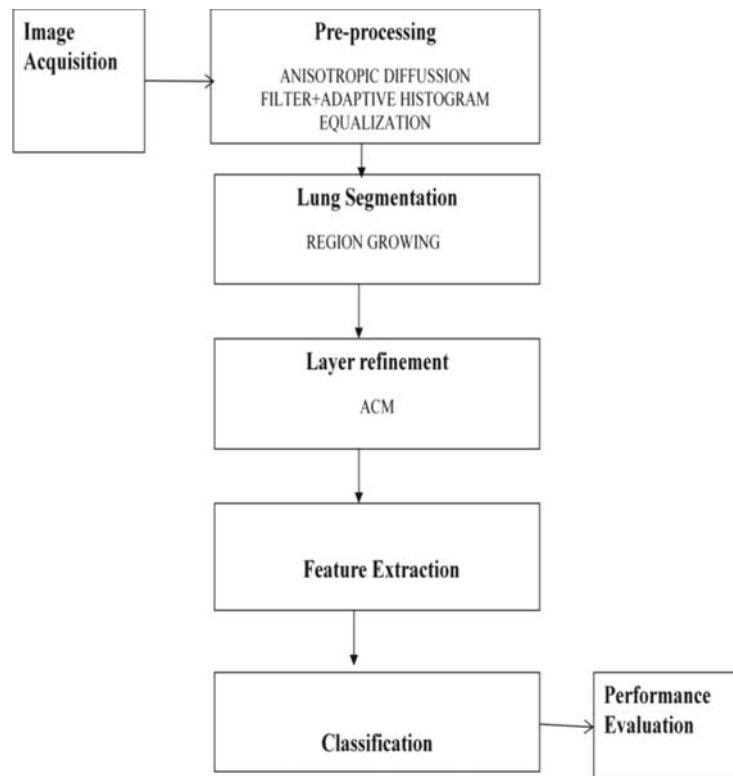 Image
Acquisition
Pre-processing
ANISOTROPIC DIFFUSSION
FILTER+ADAPTIVE HISTOGRAM
EQUALIZATION
Lung Segmentation
REGION GROWING
Layer refinement
ACM
Feature Extraction
Classification
Performance
Evaluation